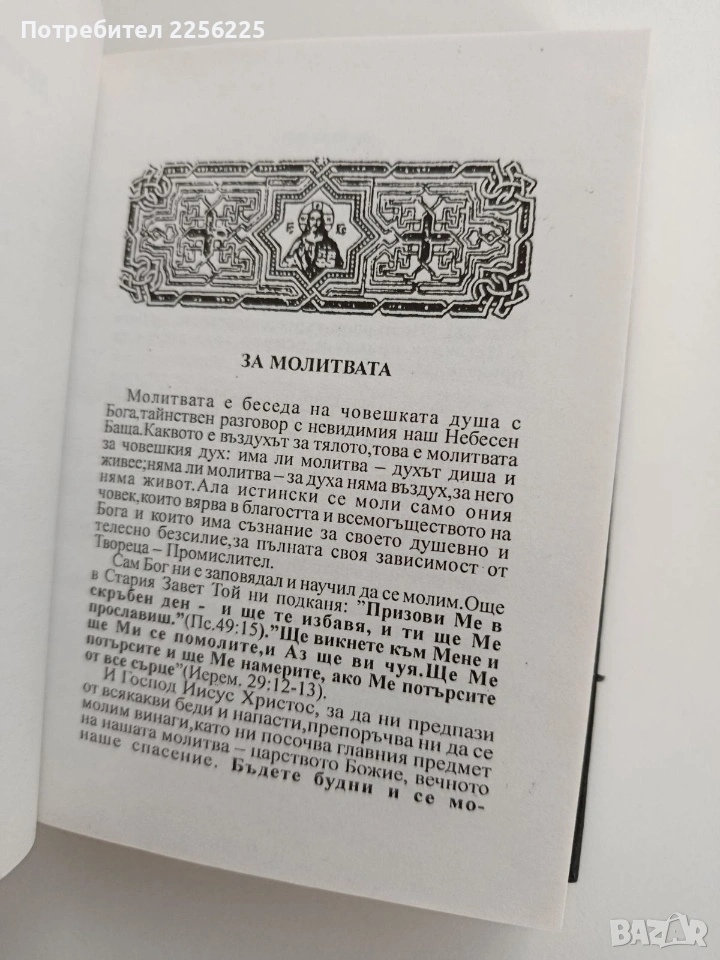 Потребител 2256225
ЗА МОЛИТВАТА
Молитвата е беседа на човешката душа с
Бога,тайнствен разговор с невидимия наш Небесен
Баща.Каквото е въздухът за тялото,това е молитвата
за човешкия дух: има ли молитва – духът диша и
живее;няма ли молитва – за духа няма въздух,за него
няма живот.Ала истински се моли само ония
човек,които вярва в благостта и всемогъществото на
Бога и които има съзнание за своето душевно и
телесно безсилие,за пълната своя зависимост от
Твореца – Промислител.
Сам Бог ни е заповядал и научил да се молим.Още
в Стария Завет Той ни подканя: "Призови Ме в
скръбен ден - и ще те избавя, и ти ще Ме
прославиш."(Пс.49:15)."Ще викнете към Мене и
ще Ми се помолите,и Аз ще ви чуя.Ще Ме
потърсите и ще Ме намерите, ако Ме потърсите
от все сърце"(Иерем. 29:12-13).
И Господ Иисус Христос, за да ни предпази
от всякакви беди и напасти,препоръчва ни да се
молим винаги,като ни посочва главния предмет
на нашата молитва – царството Божие, вечното
наше спасение. Бъдете будни и се мо-
BAZAR